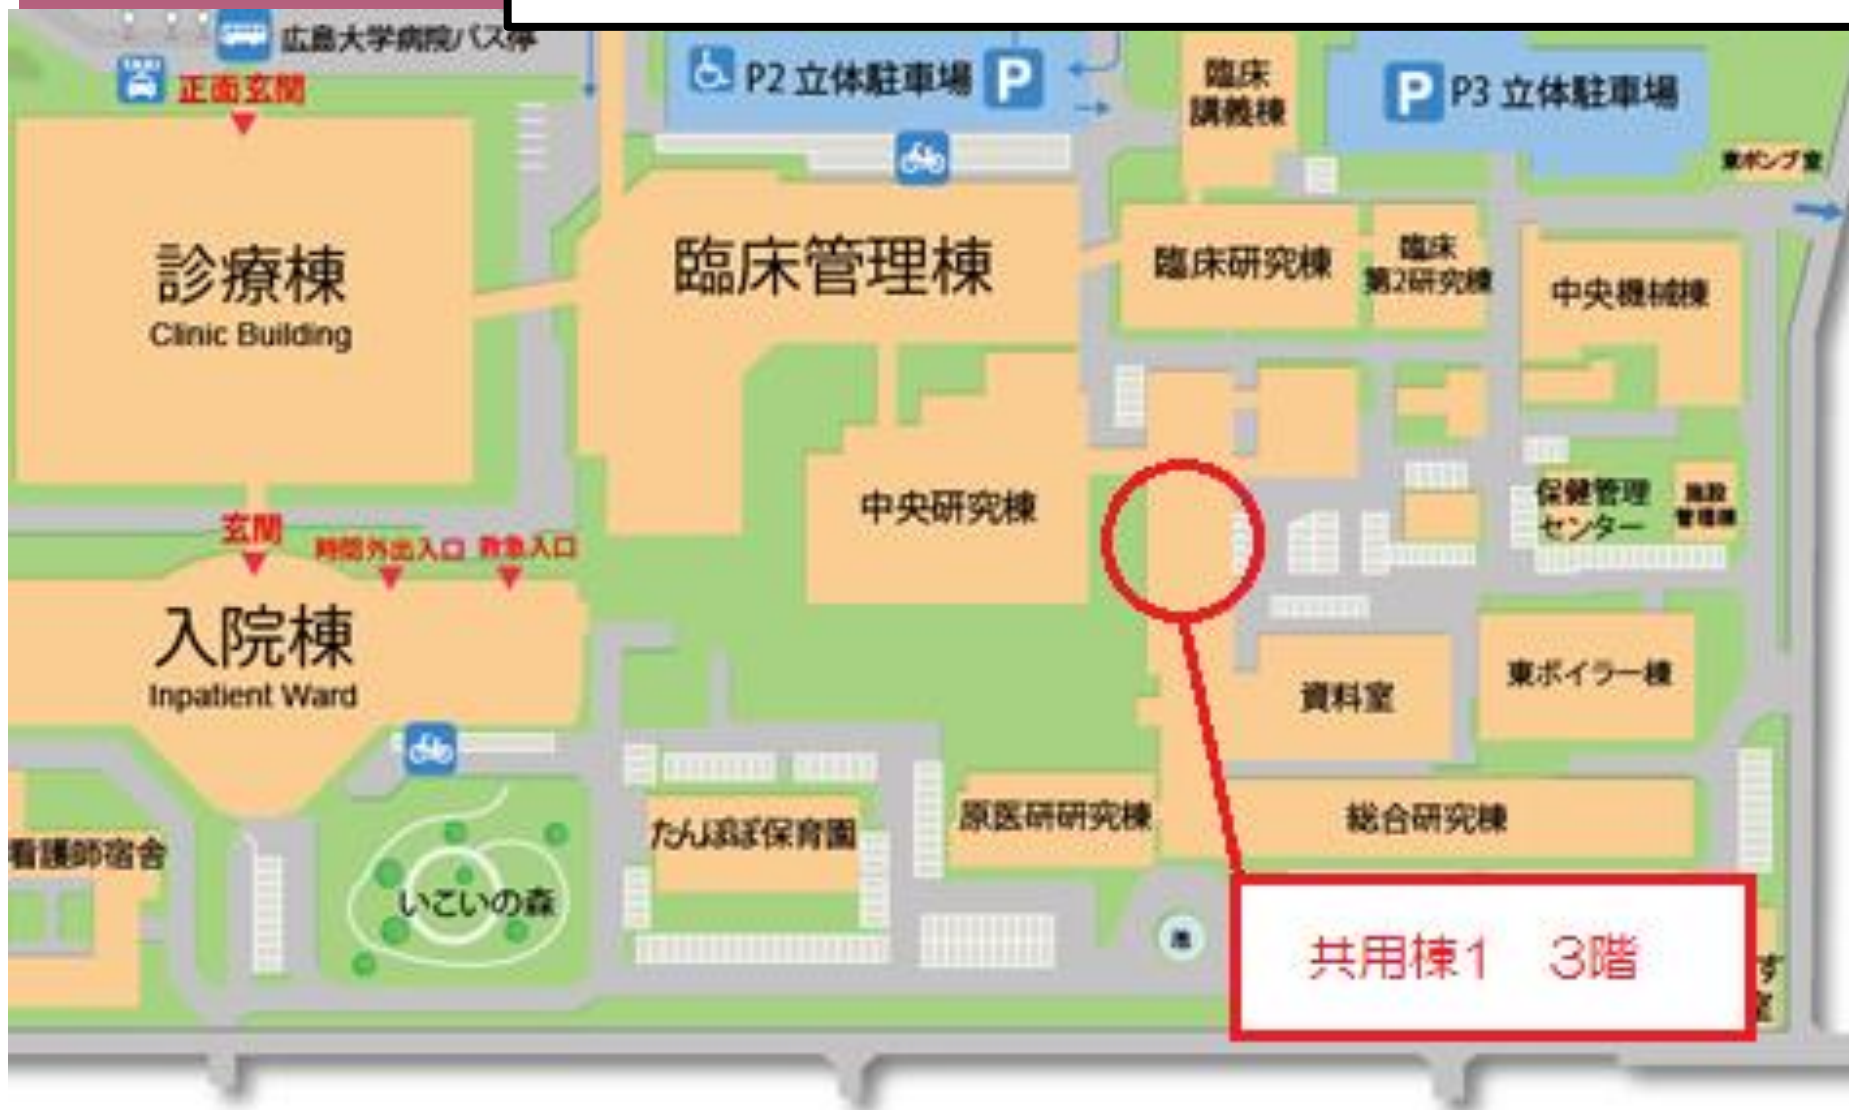 広島大学病院バス停
正面玄関
P2 立体駐車場
P
臨床
講義棟
P
P3 立体駐車場
東ポンプ室
診療棟
Clinic Building
臨床管理棟
臨床研究棟
臨床
第2研究棟
中央機械棟
中央研究棟
保健管理
センター
施設
管理棟
玄関
時間外出入口
救急入口
入院棟
Inpatient Ward
資料室
東ボイラー棟
看護師宿舎
いこいの森
たんぽぽ保育園
原医研研究棟
総合研究棟
共用棟1 3階